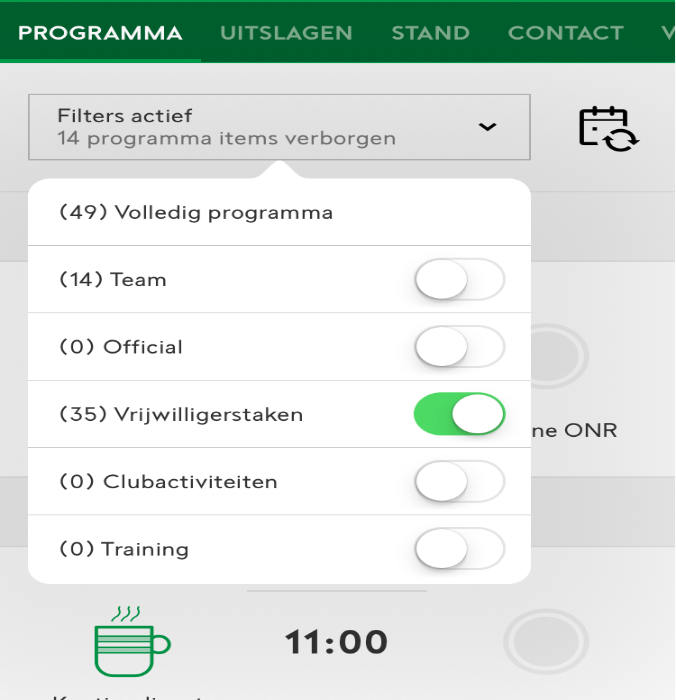 PROGRAMMA UITSLAGEN STAND CONTACT
Filters actief
14 programma items verborgen
(49) Volledig programma
(14) Team
(0) Official
(35) Vrijwilligerstaken
ne ONR
(0) Clubactiviteiten
(0) Training
11:00